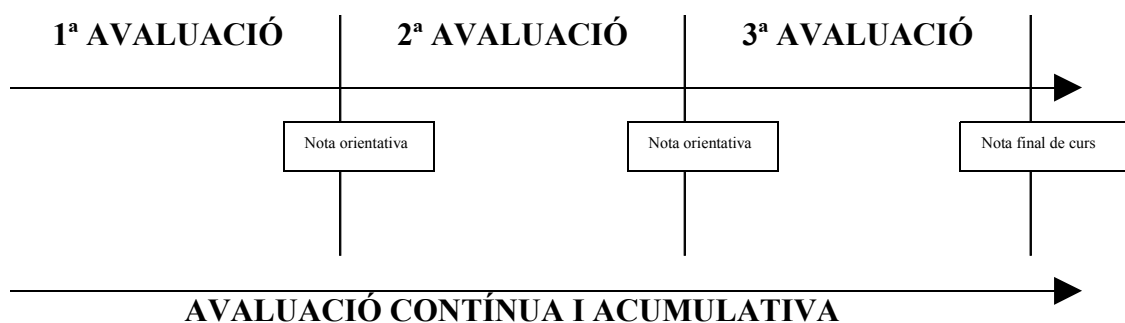 1ª AVALUACIÓ 2ª AVALUACIÓ 3ª AVALUACIÓ
Nota orientativa Nota orientativa Nota final de curs
AVALUACIÓ CONTÍNUA I ACUMULATIVA